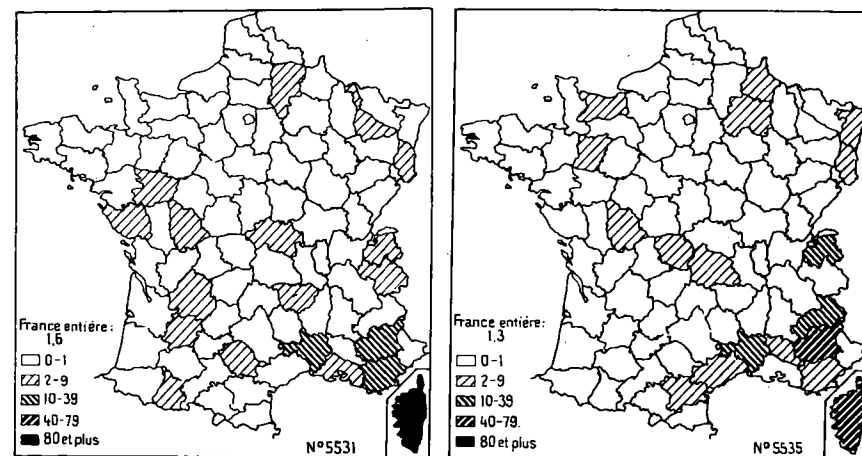 France entière:
1,6
0-1
2-9
10-39
40-79
80 et plus
N°5531
France entière:
1.3
0-1
2-9
10-39
40-79.
80 et plus
N°5535